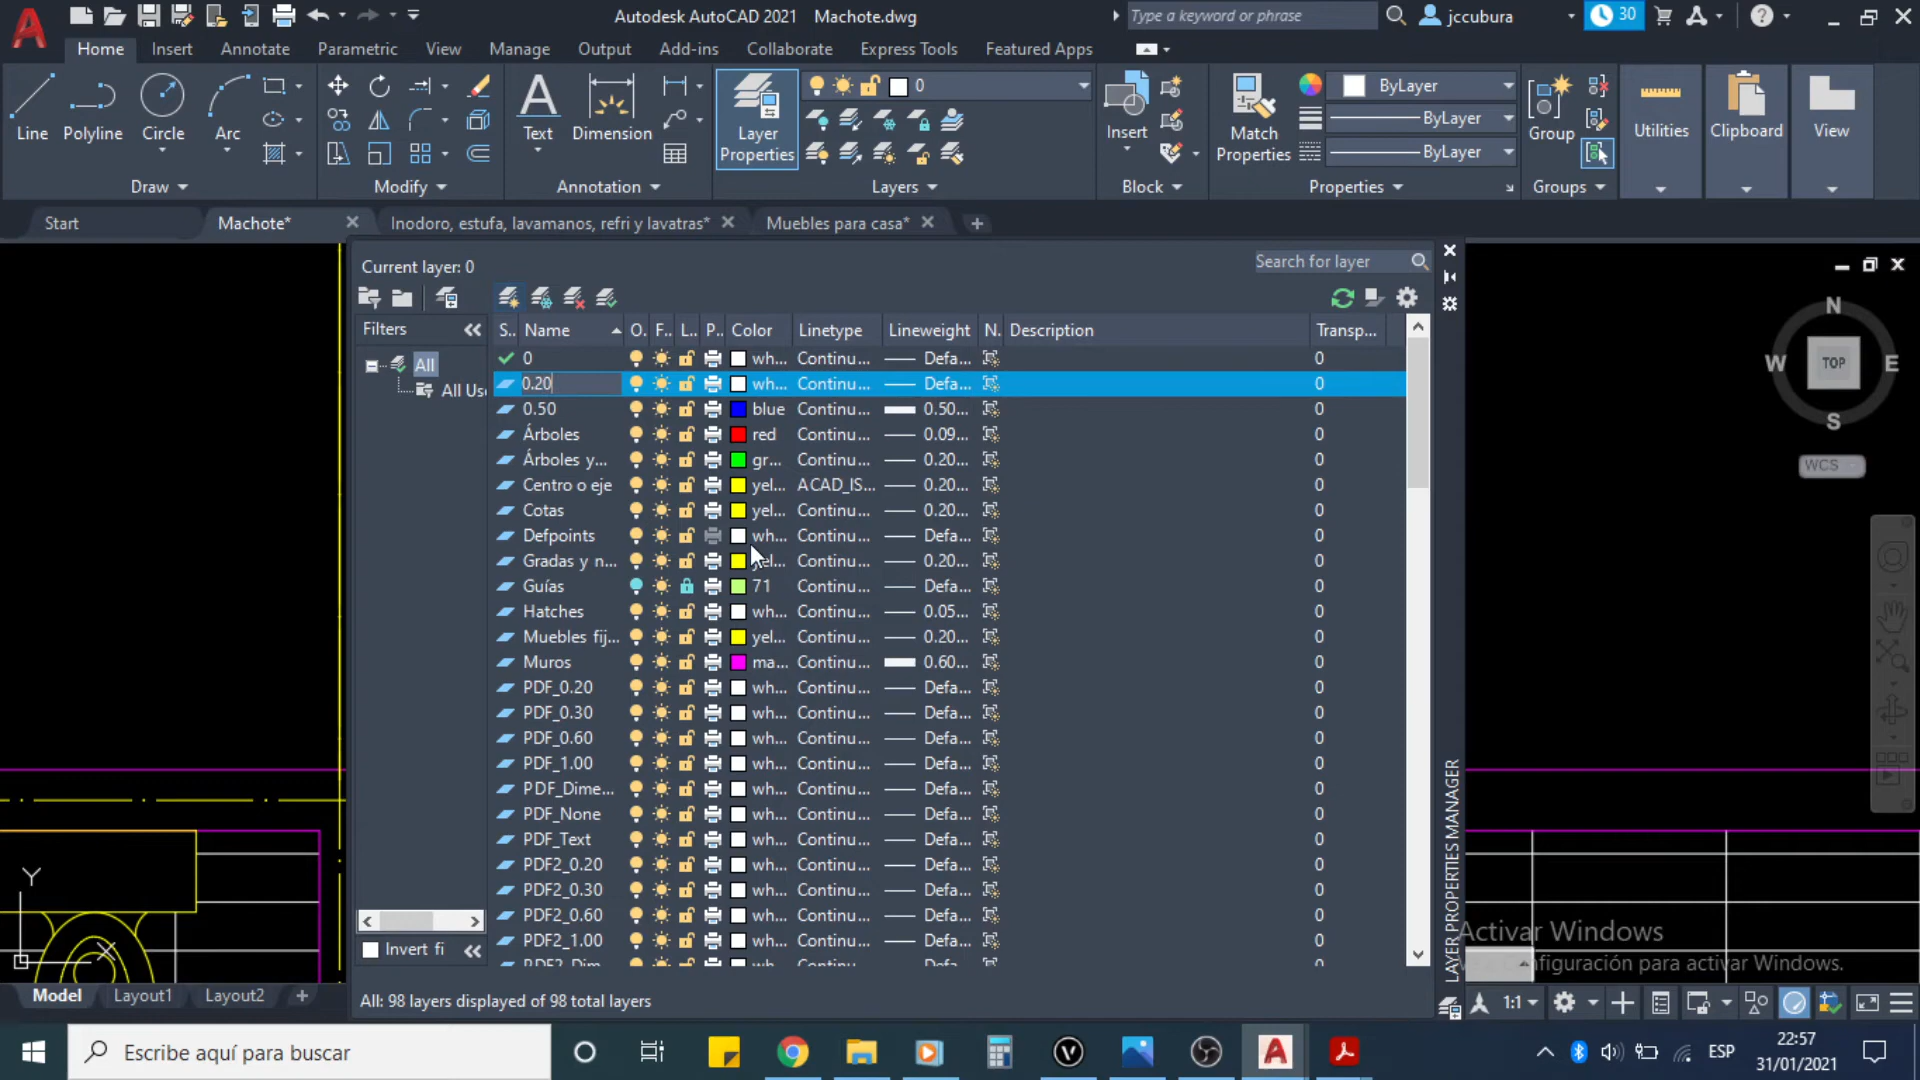 Autodesk AutoCAD 2021 Machote.dwg
Type a keyword or phrase
jccubura
30
Home Insert Annotate Parametric View Manage Output Add-ins Collaborate Express Tools Featured Apps
Line Polyline Circle Arc
Text Dimension
Layer Properties
0
Insert
Match Properties
ByLayer
ByLayer
ByLayer
Group
Utilities
Clipboard
View
Draw Modify Annotation Layers Block Properties Groups
Start Machote* Inodoro, estufa, lavamanos, refri y lavatras* Muebles para casa*
Current layer: 0
Search for layer
Filters
All
All Us
Invert fi
S.. Name O. F.. L.. P.. Color Linetype Lineweight N. Description Transp...
0 wh... Continu... Defa... 0
0.20 wh... Continu... Defa... 0
0.50 blue Continu... 0.50... 0
Árboles red Continu... 0.09... 0
Árboles y... gr... Continu... 0.20... 0
Centro o eje yel... ACAD_IS... 0.20... 0
Cotas yel... Continu... 0.20... 0
Defpoints wh... Continu... Defa... 0
Gradas y n... yel... Continu... 0.20... 0
Guías 71 Continu... Defa... 0
Hatches wh... Continu... 0.05... 0
Muebles fij... yel... Continu... 0.20... 0
Muros ma... Continu... 0.60... 0
PDF_0.20 wh... Continu... Defa... 0
PDF_0.30 wh... Continu... Defa... 0
PDF_0.60 wh... Continu... Defa... 0
PDF_1.00 wh... Continu... Defa... 0
PDF_Dime... wh... Continu... Defa... 0
PDF_None wh... Continu... Defa... 0
PDF_Text wh... Continu... Defa... 0
PDF2_0.20 wh... Continu... Defa... 0
PDF2_0.30 wh... Continu... Defa... 0
PDF2_0.60 wh... Continu... Defa... 0
PDF2_1.00 wh... Continu... Defa... 0
All: 98 layers displayed of 98 total layers
LAYER PROPERTIES MANAGER
N
W TOP E
S
WCS
Y
X
Activar Windows
nfiguración para activar Windows.
Model Layout1 Layout2
1:1
Escribe aquí para buscar
ESP
22:57
31/01/2021